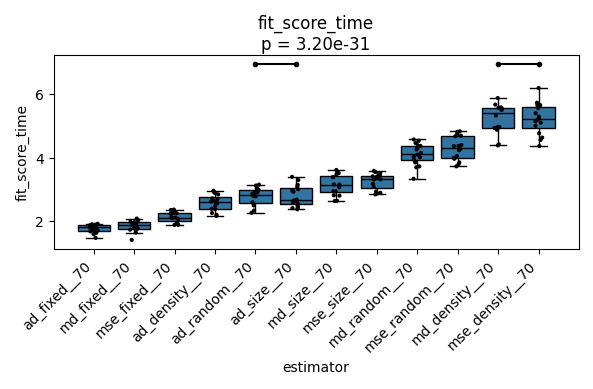 fit_score_time
p = 3.20e-31
fit_score_time
6
4
2
ad_fixed__70
md_fixed__70
mse_fixed__70
ad_density__70
ad_random__70
ad_size__70
md_size__70
mse_size__70
md_random__70
mse_random__70
md_density__70
mse_density__70
estimator